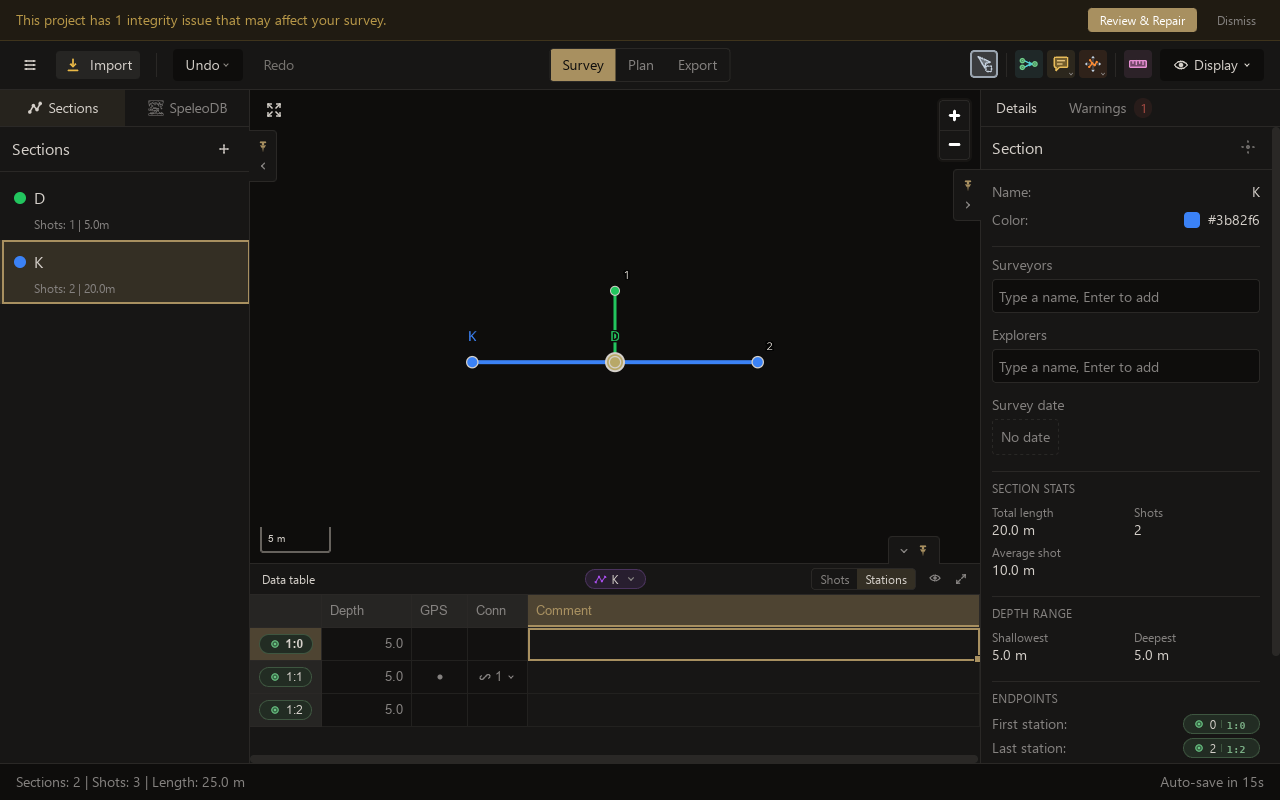 This project has 1 integrity issue that may affect your survey.
Review & Repair
Dismiss
Import
Undo
Redo
Survey
Plan
Export
Display
Sections
SpeleoDB
Details
Warnings
1
Sections
+
D
Shots: 1 | 5.0m
K
Shots: 2 | 20.0m
1
D
K
2
5 m
Section
Name:
K
Color:
#3b82f6
Surveyors
Type a name, Enter to add
Explorers
Type a name, Enter to add
Survey date
No date
SECTION STATS
Total length
Shots
20.0 m
2
Average shot
10.0 m
DEPTH RANGE
Shallowest
Deepest
5.0 m
5.0 m
ENDPOINTS
First station:
0 | 1:0
Last station:
2 | 1:2
Data table
K
Shots
Stations
Depth
GPS
Conn
Comment
1:0
5.0
1:1
5.0
1
1:2
5.0
Sections: 2 | Shots: 3 | Length: 25.0 m
Auto-save in 15s